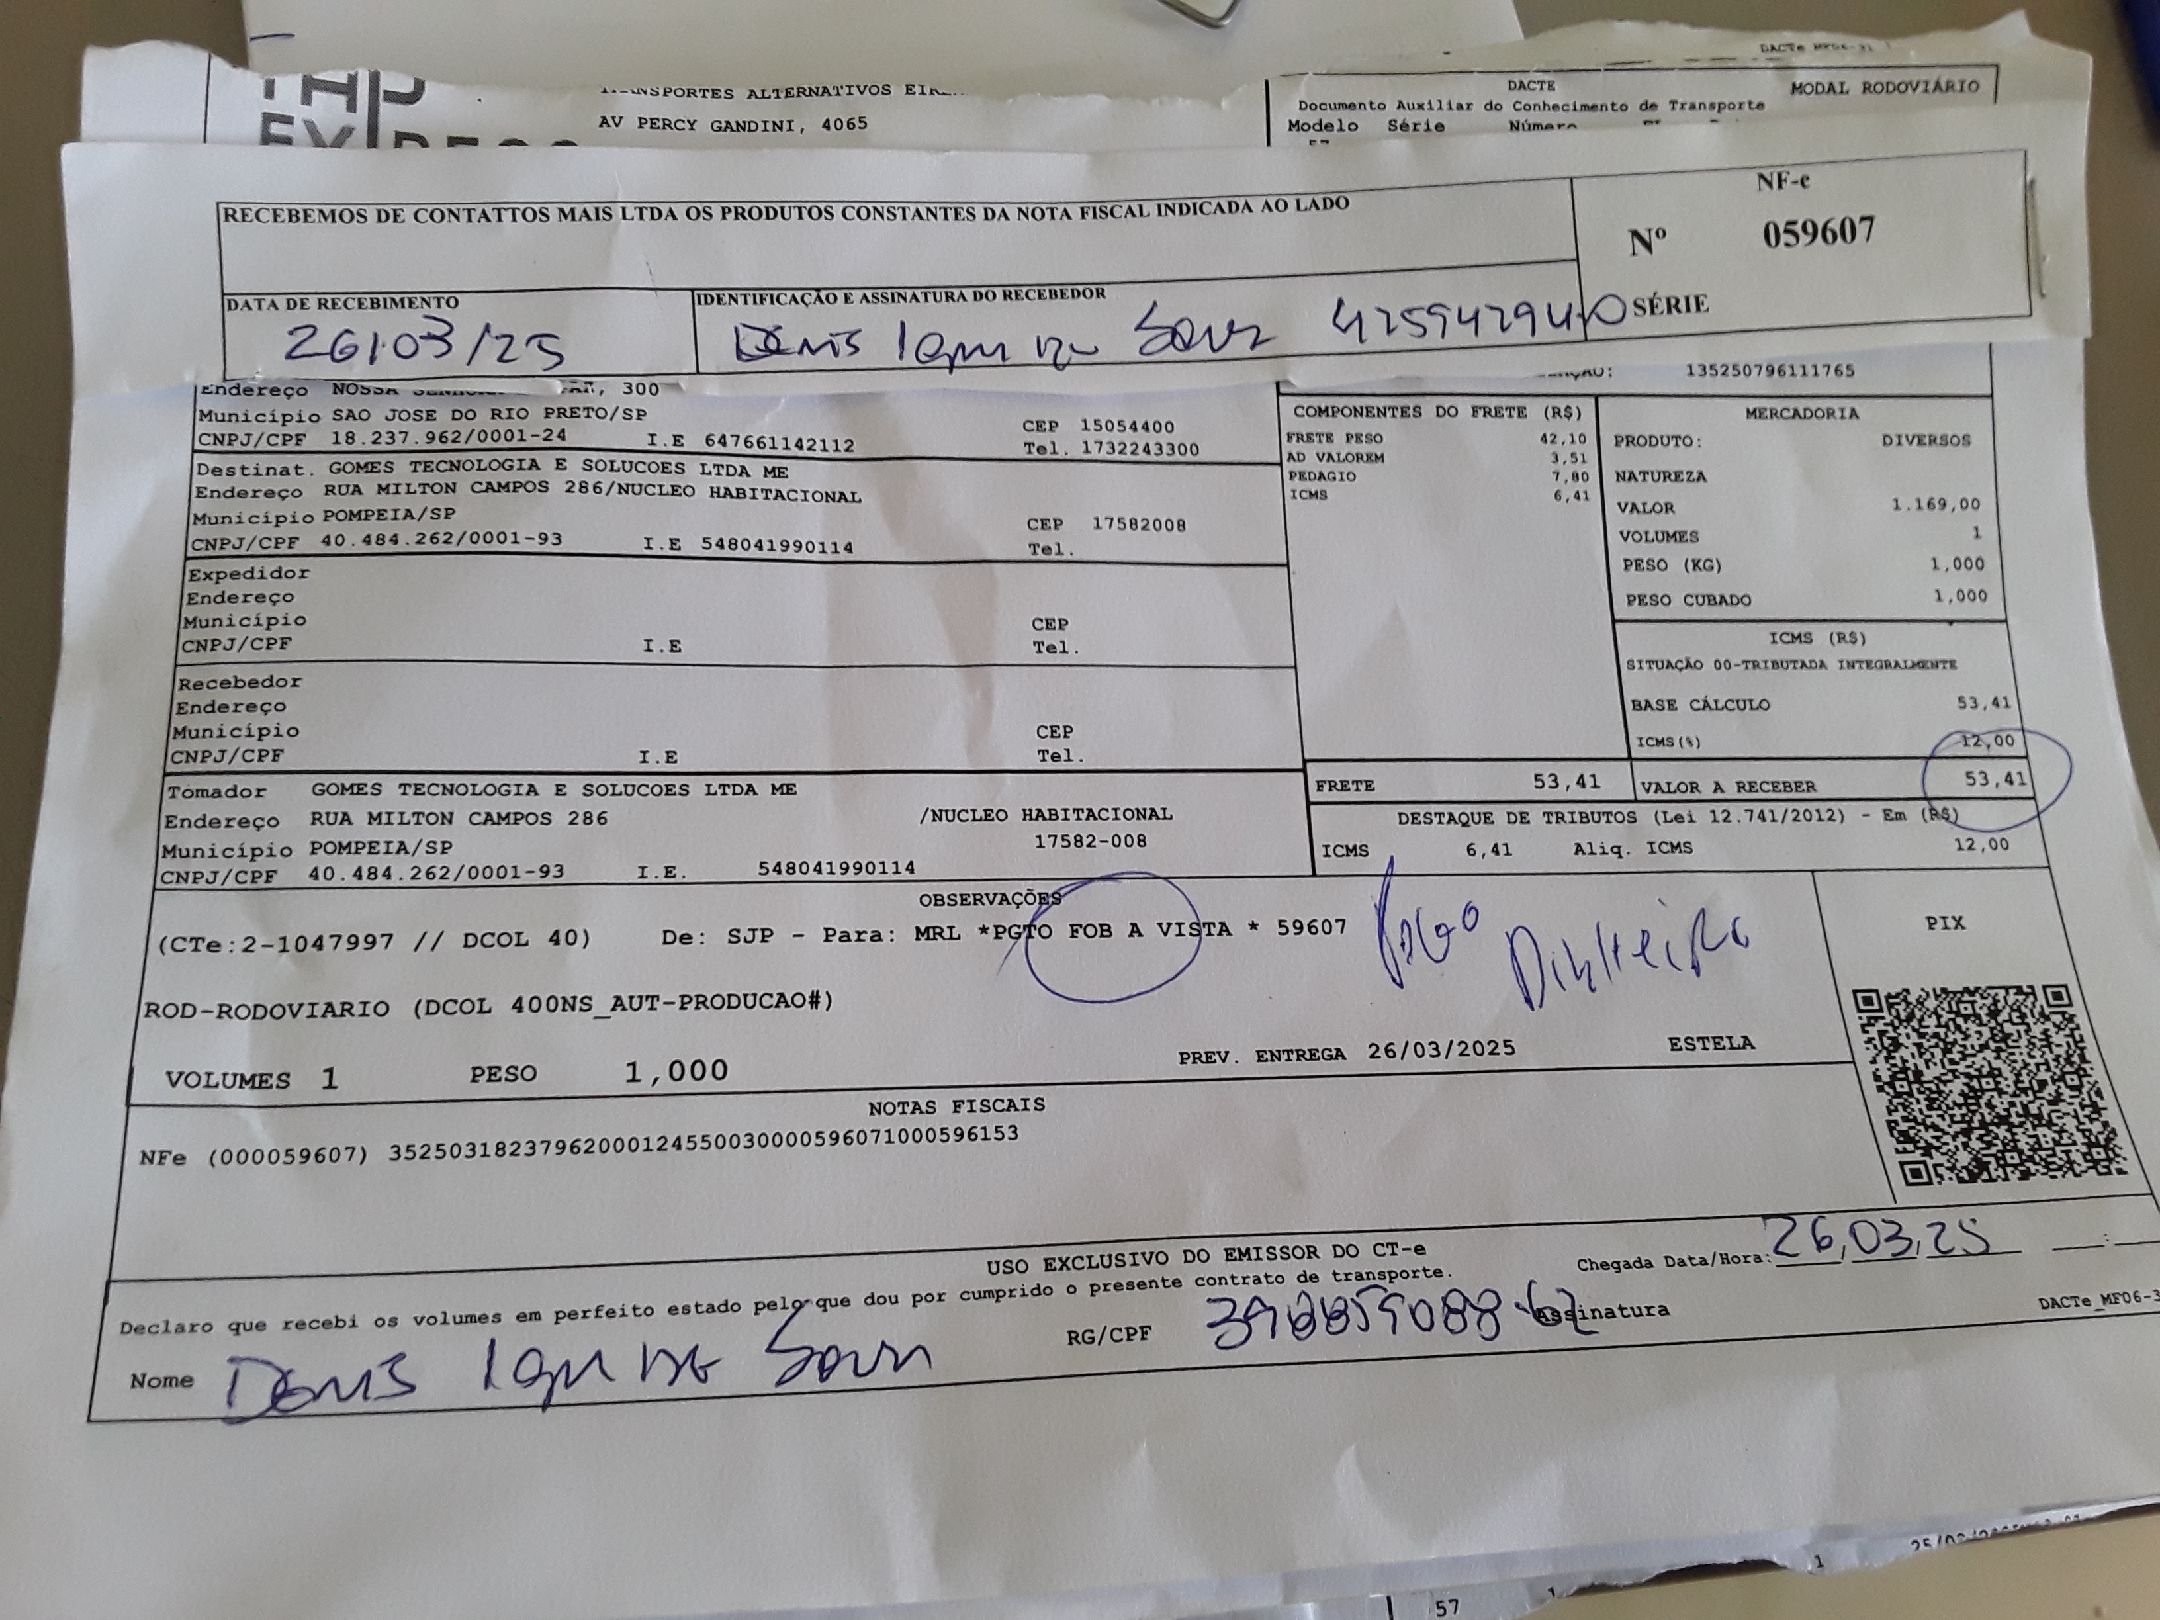 DACTE MODAL RODOVIÁRIO
TRANSPORTES ALTERNATIVOS
Documento Auxiliar do Conhecimento de Transporte
AV PERCY GANDINI, 4065
Modelo Série Número
57
RECEBEMOS DE CONTATTOS MAIS LTDA OS PRODUTOS CONSTANTES DA NOTA FISCAL INDICADA AO LADO
NF-e
Nº 059607
SÉRIE
DATA DE RECEBIMENTO
26/03/25
IDENTIFICAÇÃO E ASSINATURA DO RECEBEDOR
Denis
135250796111765
Endereço NOSSA 300
Município SAO JOSE DO RIO PRETO/SP CEP 15054400
CNPJ/CPF 18.237.962/0001-24 I.E 647661142112 Tel. 1732243300
Destinat. GOMES TECNOLOGIA E SOLUCOES LTDA ME
Endereço RUA MILTON CAMPOS 286/NUCLEO HABITACIONAL
Município POMPEIA/SP CEP 17582008
CNPJ/CPF 40.484.262/0001-93 I.E 548041990114 Tel.
Expedidor
Endereço
Município CEP
CNPJ/CPF I.E Tel.
Recebedor
Endereço
Município CEP
CNPJ/CPF I.E Tel.
Tomador GOMES TECNOLOGIA E SOLUCOES LTDA ME
Endereço RUA MILTON CAMPOS 286 /NUCLEO HABITACIONAL
Município POMPEIA/SP 17582-008
CNPJ/CPF 40.484.262/0001-93 I.E. 548041990114
COMPONENTES DO FRETE (R$)
FRETE PESO 42,10
AD VALOREM 3,51
PEDAGIO 7,80
ICMS 6,41
MERCADORIA
PRODUTO: DIVERSOS
NATUREZA
VALOR 1.169,00
VOLUMES 1
PESO (KG) 1,000
PESO CUBADO 1,000
ICMS (R$)
SITUAÇÃO 00-TRIBUTADA INTEGRALMENTE
BASE CÁLCULO 53,41
ICMS(%) 12,00
FRETE 53,41 VALOR A RECEBER 53,41
DESTAQUE DE TRIBUTOS (Lei 12.741/2012) - Em (R$)
ICMS 6,41 Aliq. ICMS 12,00
OBSERVAÇÕES
(CTe:2-1047997 // DCOL 40) De: SJP - Para: MRL *PGTO FOB A VISTA * 59607
Pago Dinheiro
PIX
ROD-RODOVIARIO (DCOL 400NS_AUT-PRODUCAO#)
PREV. ENTREGA 26/03/2025 ESTELA
VOLUMES 1 PESO 1,000
NOTAS FISCAIS
NFe (000059607) 35250318237962000124550030000596071000596153
USO EXCLUSIVO DO EMISSOR DO CT-e
Chegada Data/Hora: 26/03/25
Declaro que recebi os volumes em perfeito estado pelo que dou por cumprido o presente contrato de transporte.
Nome Denis
RG/CPF
Assinatura
DACTe_MF06-3
1
57